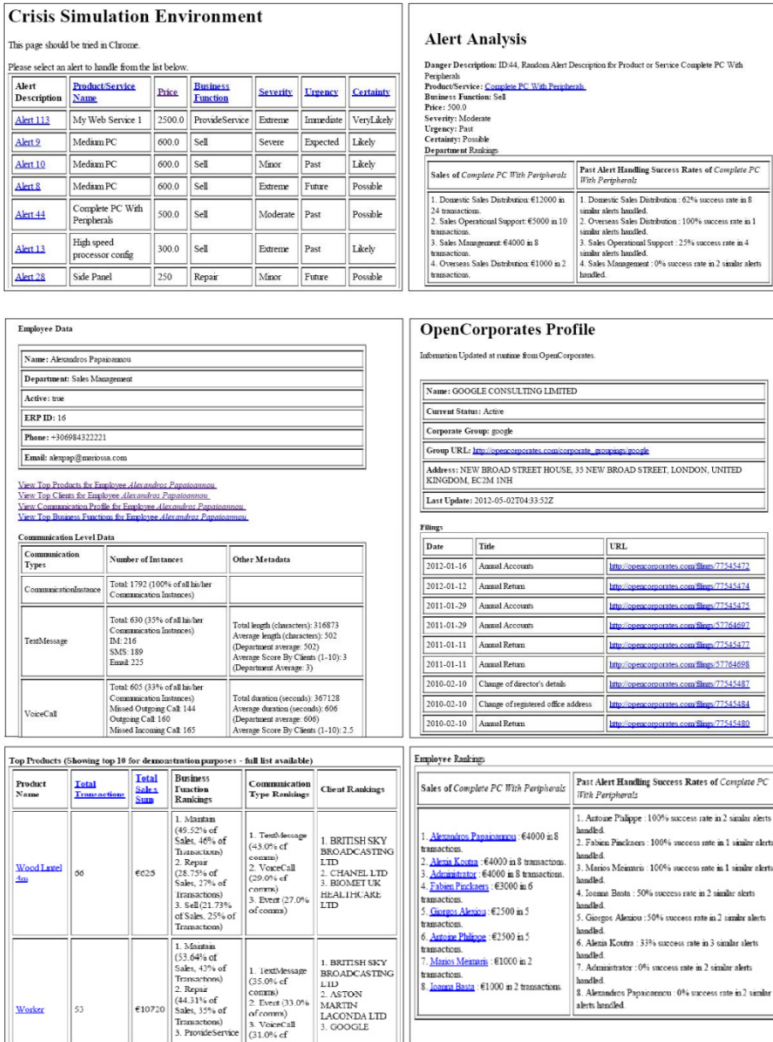 Crisis Simulation Environment
This page should be tried in Chrome.
Please select an alert to handle from the list below.
Alert Description Product/Service Name Price Business Function Severity Urgency Certainty
Alert 113 My Web Service 1 2500.0 ProvideService Extreme Immediate VeryLikely
Alert 9 Medium PC 600.0 Sell Severe Expected Likely
Alert 10 Medium PC 600.0 Sell Minor Past Likely
Alert 8 Medium PC 600.0 Sell Extreme Future Possible
Alert 44 Complete PC With Peripherals 500.0 Sell Moderate Past Possible
Alert 13 High speed processor config 300.0 Sell Extreme Past Likely
Alert 28 Side Panel 250 Repair Minor Future Possible
Alert Analysis
Danger Description: ID:44, Random Alert Description for Product or Service Complete PC With
Peripherals
Product/Service: Complete PC With Peripherals
Business Function: Sell
Price: 500.0
Severity: Moderate
Urgency: Past
Certainty: Possible
Department Rankings
Sales of Complete PC With Peripherals
Past Alert Handling Success Rates of Complete PC
With Peripherals
1. Domestic Sales Distribution: €12000 in
24 transactions.
2. Sales Operational Support: €5000 in 10
transactions.
3. Sales Management: €4000 in 8
transactions.
4. Overseas Sales Distribution: €1000 in 2
transactions.
1. Domestic Sales Distribution : 62% success rate in 8
similar alerts handled.
2. Overseas Sales Distribution : 100% success rate in 1
similar alerts handled.
3. Sales Operational Support : 25% success rate in 4
similar alerts handled.
4. Sales Management : 0% success rate in 2 similar alerts
handled.
Employee Data
Name: Alexandros Papaioannou
Department: Sales Management
Active: true
ERP ID: 16
Phone: +306984322221
Email: alexpap@mariossa.com
View Top Products for Employee Alexandros Papaioannou
View Top Clients for Employee Alexandros Papaioannou
View Communication Profile for Employee Alexandros Papaioannou
View Top Business Functions for Employee Alexandros Papaioannou
Communication Level Data
Communication Types Number of Instances Other Metadata
CommunicationInstance
Total: 1792 (100% of all his/her
Communication Instances)
TextMessage
Total: 630 (35% of all his/her
Communication Instances)
IM: 216
SMS: 189
Email: 225
Total length (characters): 316873
Average length (characters): 502
(Department average: 502)
Average Score By Clients (1-10): 3
(Department Average: 3)
VoiceCall
Total: 605 (33% of all his/her
Communication Instances)
Missed Outgoing Call: 144
Outgoing Call: 160
Missed Incoming Call: 165
Total duration (seconds): 367128
Average duration (seconds): 606
(Department average: 606)
Average Score By Clients (1-10): 2.5
OpenCorporates Profile
Information Updated at runtime from OpenCorporates.
Name: GOOGLE CONSULTING LIMITED
Current Status: Active
Corporate Group: google
Group URL: http://opencorporates.com/corporate_groupings/google
Address: NEW BROAD STREET HOUSE, 35 NEW BROAD STREET, LONDON, UNITED
KINGDOM, EC2M 1NH
Last Update: 2012-05-02T04:33:52Z
Filings
Date Title URL
2012-01-16 Annual Accounts http://opencorporates.com/filings/77545472
2012-01-12 Annual Return http://opencorporates.com/filings/77545474
2011-01-29 Annual Accounts http://opencorporates.com/filings/77545475
2011-01-29 Annual Accounts http://opencorporates.com/filings/57764697
2011-01-11 Annual Return http://opencorporates.com/filings/77545477
2011-01-11 Annual Return http://opencorporates.com/filings/57764698
2010-02-10 Change of director's details http://opencorporates.com/filings/77545487
2010-02-10 Change of registered office address http://opencorporates.com/filings/77545484
2010-02-10 Annual Return http://opencorporates.com/filings/77545480
Top Products (Showing top 10 for demonstration purposes - full list available)
Product Name Total Transactions Total Sales Sum Business Function Rankings Communication Type Rankings Client Rankings
Wood Lintel 4m
66
€625
1. Maintain
(49.52% of
Sales, 46% of
Transactions)
2. Repair
(28.75% of
Sales, 27% of
Transactions)
3. Sell (21.73%
of Sales, 25% of
Transactions)
1. TextMessage
(43.0% of
comms)
2. VoiceCall
(29.0% of
comms)
3. Event (27.0%
of comms)
1. BRITISH SKY
BROADCASTING
LTD
2. CHANEL LTD
3. BIOMET UK
HEALTHCARE
LTD
Worker
53
€10720
1. Maintain
(53.64% of
Sales, 43% of
Transactions)
2. Repair
(44.31% of
Sales, 35% of
Transactions)
3. ProvideService
1. TextMessage
(35.0% of
comms)
2. Event (33.0%
of comms)
3. VoiceCall
(31.0% of
1. BRITISH SKY
BROADCASTING
LTD
2. ASTON
MARTIN
LAGONDA LTD
3. GOOGLE
Employee Rankings
Sales of Complete PC With Peripherals
Past Alert Handling Success Rates of Complete PC
With Peripherals
1. Alexandros Papaioannou : €4000 in 8
transactions.
2. Alexia Koutra : €4000 in 8 transactions.
3. Administrator : €4000 in 8 transactions.
4. Fabien Pinckaers : €3000 in 6
transactions.
5. Giorgos Alexiou : €2500 in 5
transactions.
6. Antoine Philippe : €2500 in 5
transactions.
7. Marios Meimaris : €1000 in 2
transactions.
8. Ioanna Basta : €1000 in 2 transactions.
1. Antoine Philippe : 100% success rate in 2 similar alerts
handled.
2. Fabien Pinckaers : 100% success rate in 1 similar alerts
handled.
3. Marios Meimaris : 100% success rate in 1 similar alerts
handled.
4. Ioanna Basta : 50% success rate in 2 similar alerts
handled.
5. Giorgos Alexiou : 50% success rate in 2 similar alerts
handled.
6. Alexia Koutra : 33% success rate in 3 similar alerts
handled.
7. Administrator : 0% success rate in 2 similar alerts
handled.
8. Alexandros Papaioannou : 0% success rate in 2 similar
alerts handled.